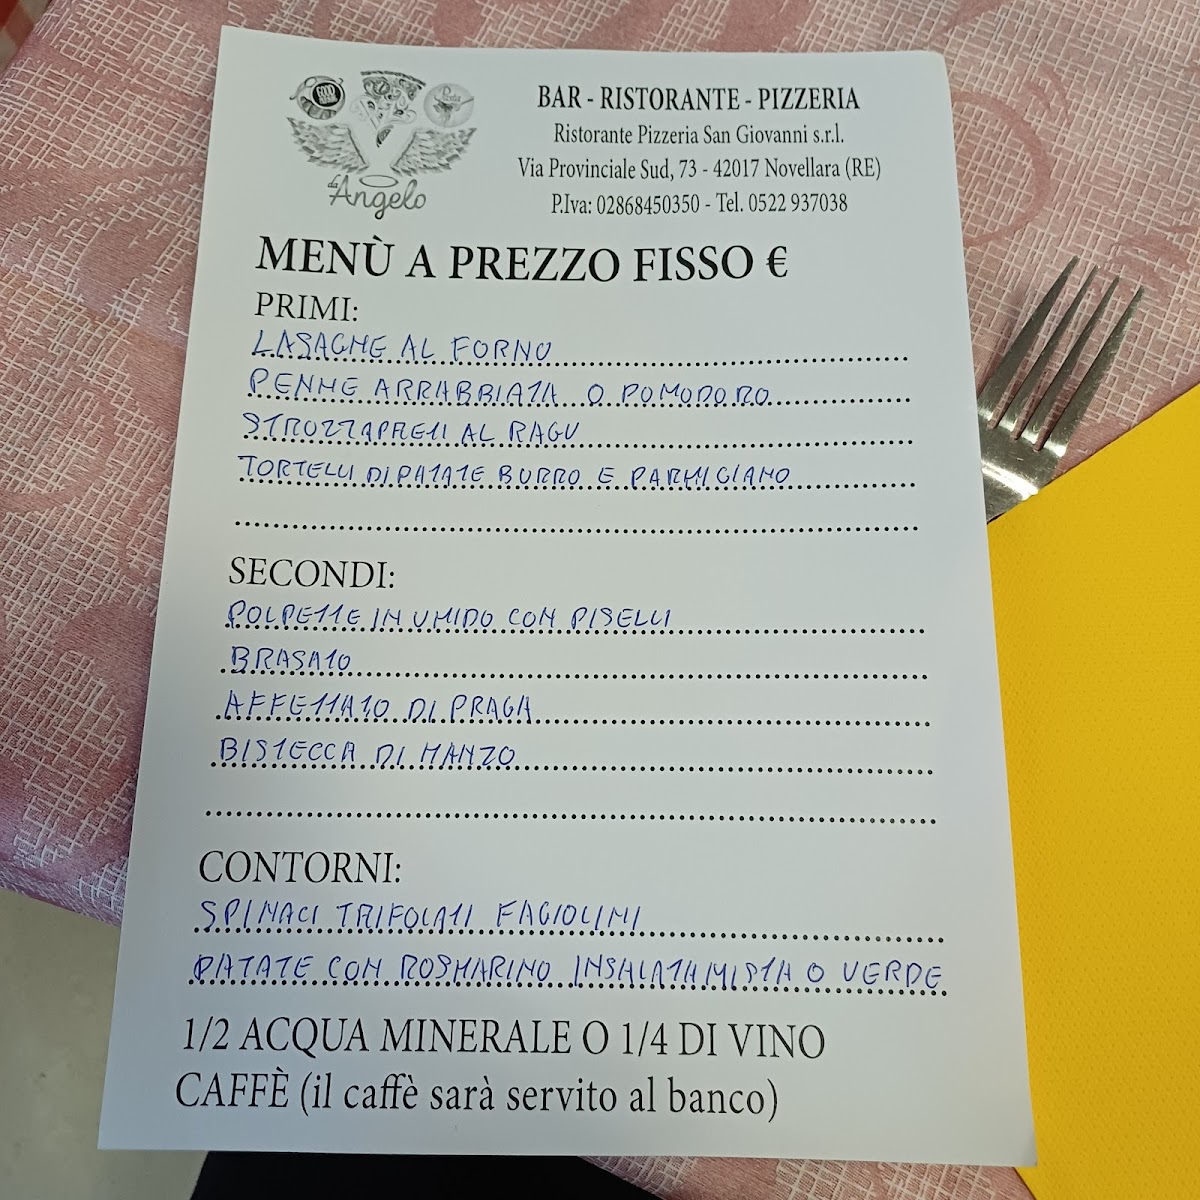 FOOD
Pasta
BAR - RISTORANTE - PIZZERIA
Ristorante Pizzeria San Giovanni s.r.l.
Via Provinciale Sud, 73 - 42017 Novellara (RE)
P.Iva: 02868450350 - Tel. 0522 937038
da Angelo
MENÙ A PREZZO FISSO €
PRIMI:
LASAGNE AL FORNO
PENNE ARRABBIATA O POMODORO
STROZZAPRETI AL RAGU
TORTELLI DI PATATE BURRO E PARMIGIANO
SECONDI:
POLPETTE IN UMIDO CON PISELLI
BRASATO
AFFETTATO DI PRAGA
BISTECCA DI MANZO
CONTORNI:
SPINACI TRIFOLATI FAGIOLINI
PATATE CON ROSMARINO INSALATA MISTA O VERDE
1/2 ACQUA MINERALE O 1/4 DI VINO
CAFFÈ (il caffè sarà servito al banco)